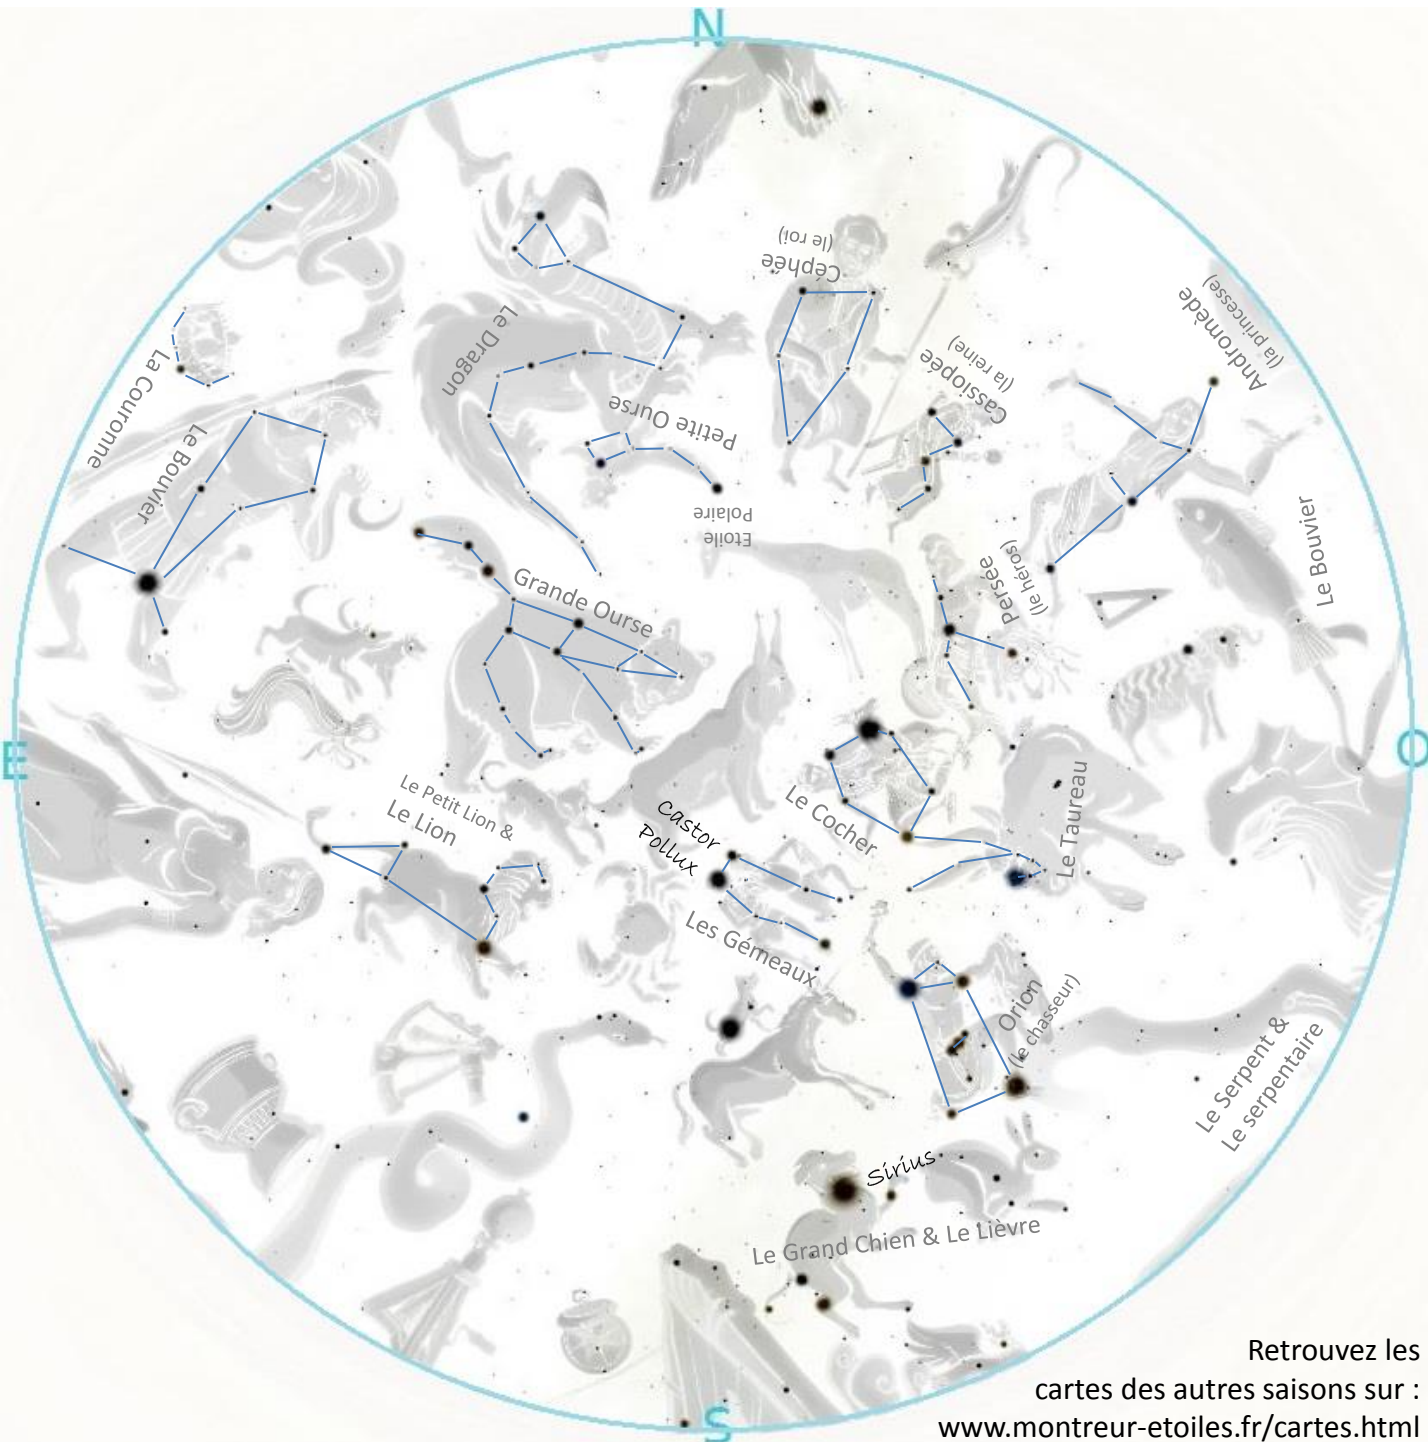 N
Céphée
(le roi)
Cassiopée
(la reine)
Andromède
(la princesse)
Le Dragon
La Couronne
Le Bouvier
Petite Ourse
Etoile
Polaire
Grande Ourse
Persée
(le héros)
Le Bouvier
E
O
Le Petit Lion &
Le Lion
Castor
Pollux
Le Cocher
Le Taureau
Les Gémeaux
Orion
(le chasseur)
Le Serpent &
Le serpentaire
Sirius
Le Grand Chien & Le Lièvre
S
Retrouvez les
cartes des autres saisons sur :
www.montreur-etoiles.fr/cartes.html